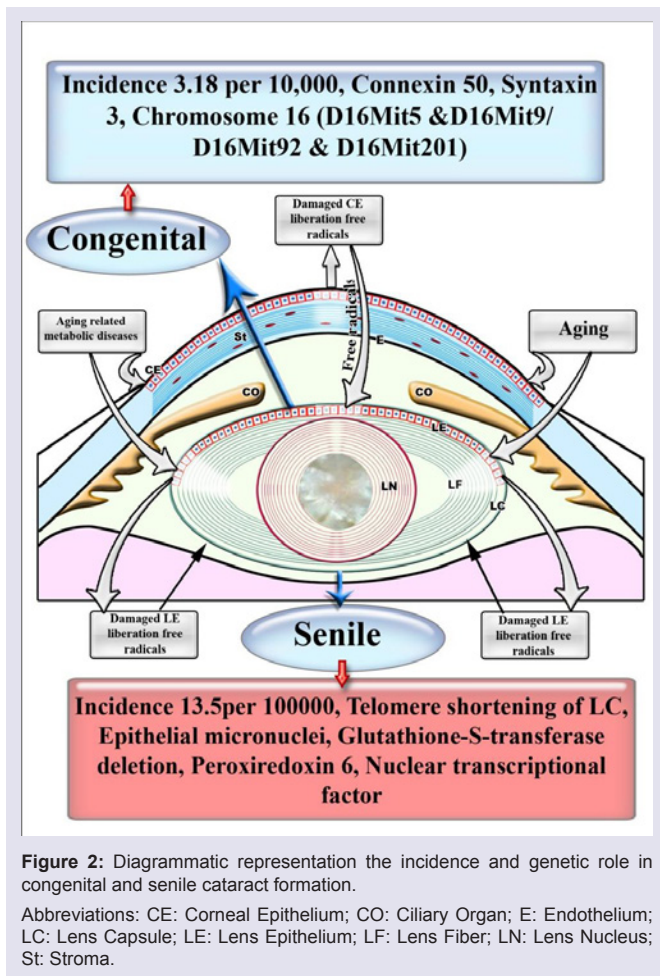 Incidence 3.18 per 10,000, Connexin 50, Syntaxin
3, Chromosome 16 (D16Mit5 &D16Mit9/
D16Mit92 & D16Mit201)
Congenital
Damaged CE
liberation free
radicals
Aging related
metabolic diseases
Aging
Free radicals
St
E
CE
CO
CO
LE
LN
LF
LC
Damaged LE
liberation free
radicals
Damaged LE
liberation free
radicals
Senile
Incidence 13.5per 100000, Telomere shortening of LC,
Epithelial micronuclei, Glutathione-S-transferase
deletion, Peroxiredoxin 6, Nuclear transcriptional
factor
Figure 2: Diagrammatic representation the incidence and genetic role in
congenital and senile cataract formation.
Abbreviations: CE: Corneal Epithelium; CO: Ciliary Organ; E: Endothelium;
LC: Lens Capsule; LE: Lens Epithelium; LF: Lens Fiber; LN: Lens Nucleus;
St: Stroma.